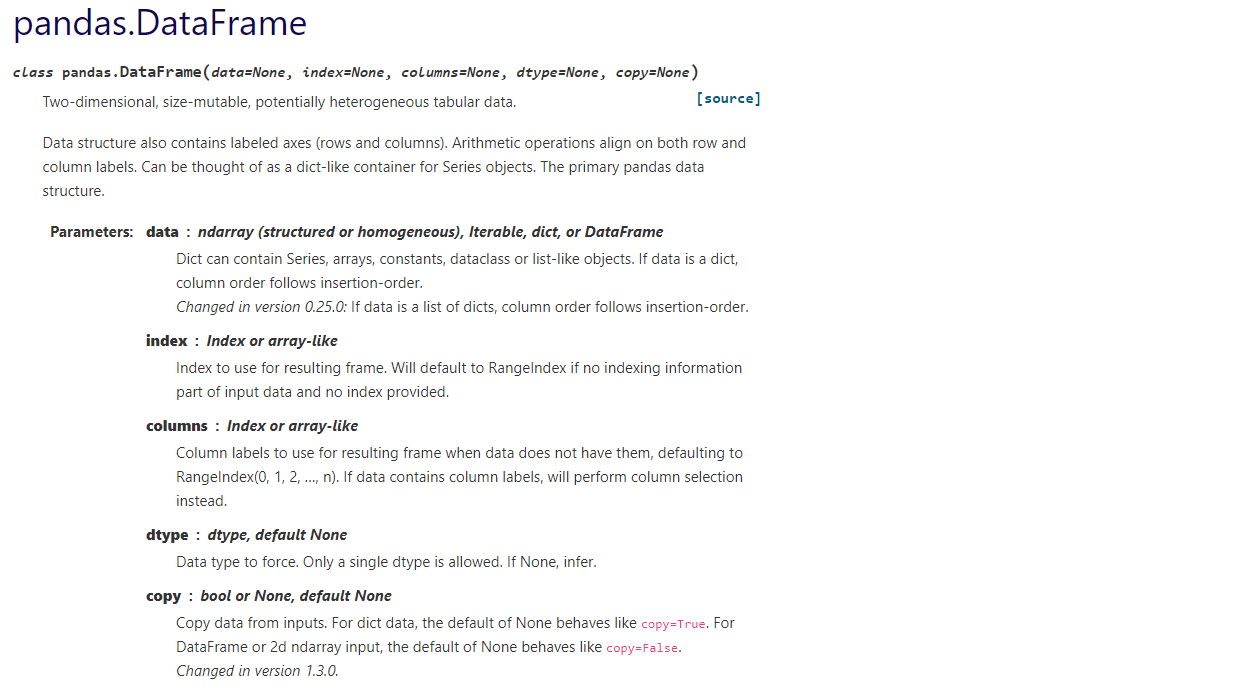 pandas.DataFrame
class pandas.DataFrame(data=None, index=None, columns=None, dtype=None, copy=None)
[source]
Two-dimensional, size-mutable, potentially heterogeneous tabular data.
Data structure also contains labeled axes (rows and columns). Arithmetic operations align on both row and
column labels. Can be thought of as a dict-like container for Series objects. The primary pandas data
structure.
Parameters: data : ndarray (structured or homogeneous), Iterable, dict, or DataFrame
Dict can contain Series, arrays, constants, dataclass or list-like objects. If data is a dict,
column order follows insertion-order.
Changed in version 0.25.0: If data is a list of dicts, column order follows insertion-order.
index : Index or array-like
Index to use for resulting frame. Will default to RangeIndex if no indexing information
part of input data and no index provided.
columns : Index or array-like
Column labels to use for resulting frame when data does not have them, defaulting to
RangeIndex(0, 1, 2, ..., n). If data contains column labels, will perform column selection
instead.
dtype : dtype, default None
Data type to force. Only a single dtype is allowed. If None, infer.
copy : bool or None, default None
Copy data from inputs. For dict data, the default of None behaves like copy=True. For
DataFrame or 2d ndarray input, the default of None behaves like copy=False.
Changed in version 1.3.0.